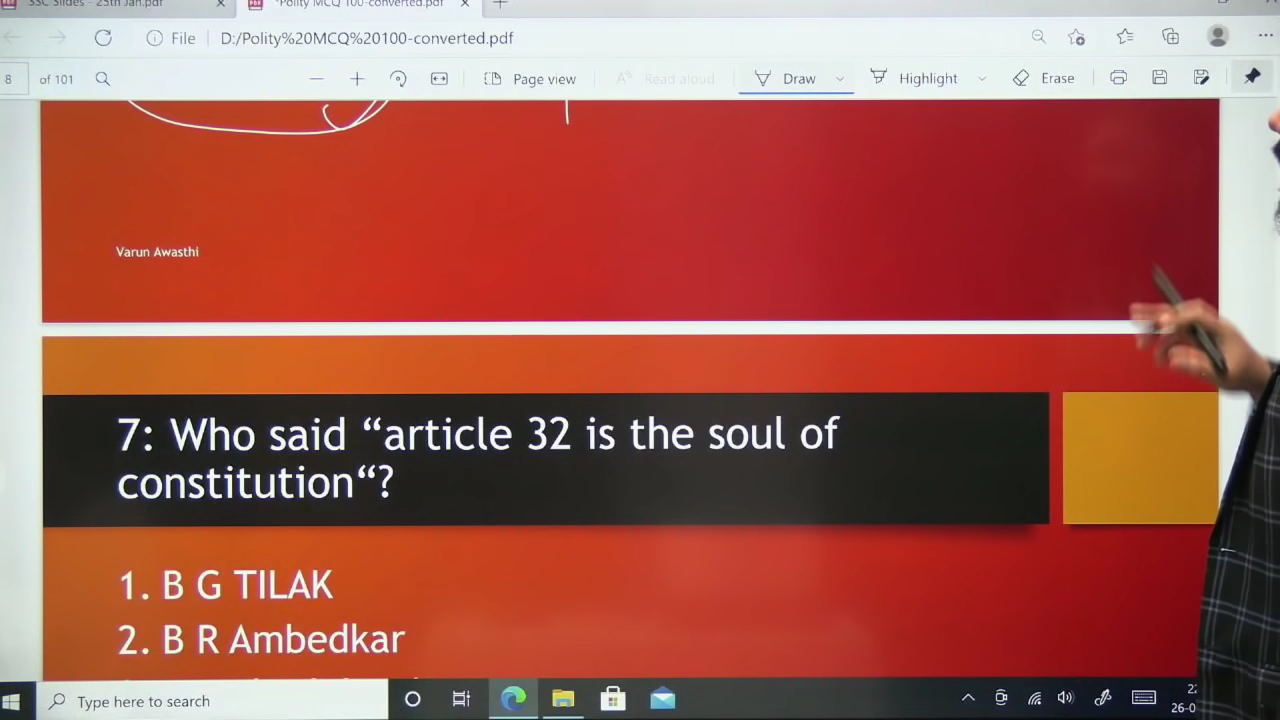 SSC Slides - 25th Jan.pdf
*Polity MCQ 100-converted.pdf
File D:/Polity%20MCQ%20100-converted.pdf
8 of 101 Page view Read aloud Draw Highlight Erase
Varun Awasthi
7: Who said “article 32 is the soul of
constitution“?
1. B G TILAK
2. B R Ambedkar
Type here to search